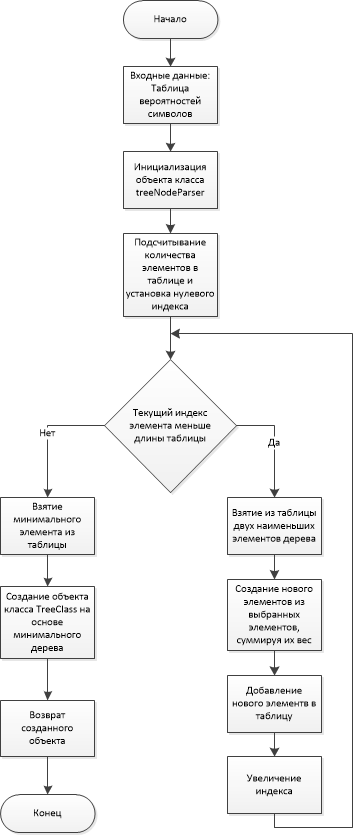 Начало
Входные данные:
Таблица
вероятностей
символов
Инициализация
объекта класса
treeNodeParser
Подсчитывание
количества
элементов в
таблице и
установка нулевого
индекса
Текущий индекс
элемента меньше
длины таблицы
Нет
Да
Взятие
минимального
элемента из
таблицы
Создание объекта
класса TreeClass на
основе
минимального
дерева
Возврат
созданного
объекта
Конец
Взятие из таблицы
двух наименьших
элементов дерева
Создание нового
элементов из
выбранных
элементов,
суммируя их вес
Добавление
нового элементв в
таблицу
Увеличение
индекса